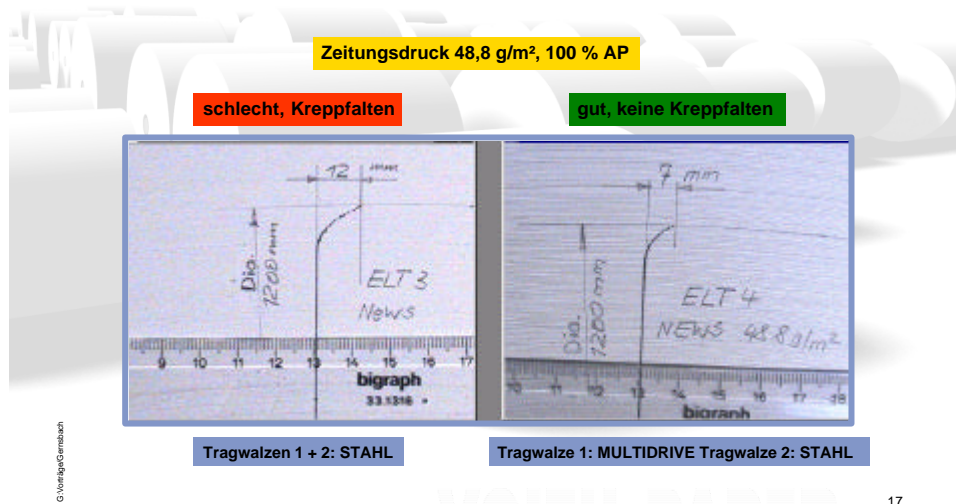 Zeitungsdruck 48,8 g/m², 100 % AP
schlecht, Kreppfalten
gut, keine Kreppfalten
12 mm
Dia.
1200 mm
ELT 3
News
9 10 11 12 13 14 15 16 17
bigraph
33.1316
7 mm
Dia.
1200 mm
ELT 4
NEWS 48.8 g/m²
10 11 12 13 14 15 16 17 18
bigraph
Tragwalzen 1 + 2: STAHL
Tragwalze 1: MULTIDRIVE Tragwalze 2: STAHL
G:Vorträge/Gernsbach
17